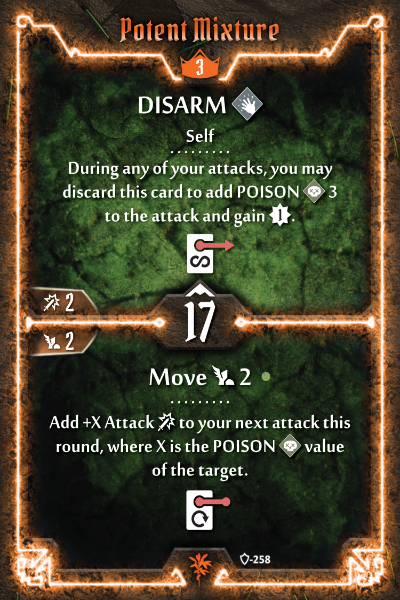 Potent Mixture
3
DISARM
Self
During any of your attacks, you may
discard this card to add POISON 3
to the attack and gain 1.
2
17
2
Move 2
Add +X Attack to your next attack this
round, where X is the POISON value
of the target.
-258